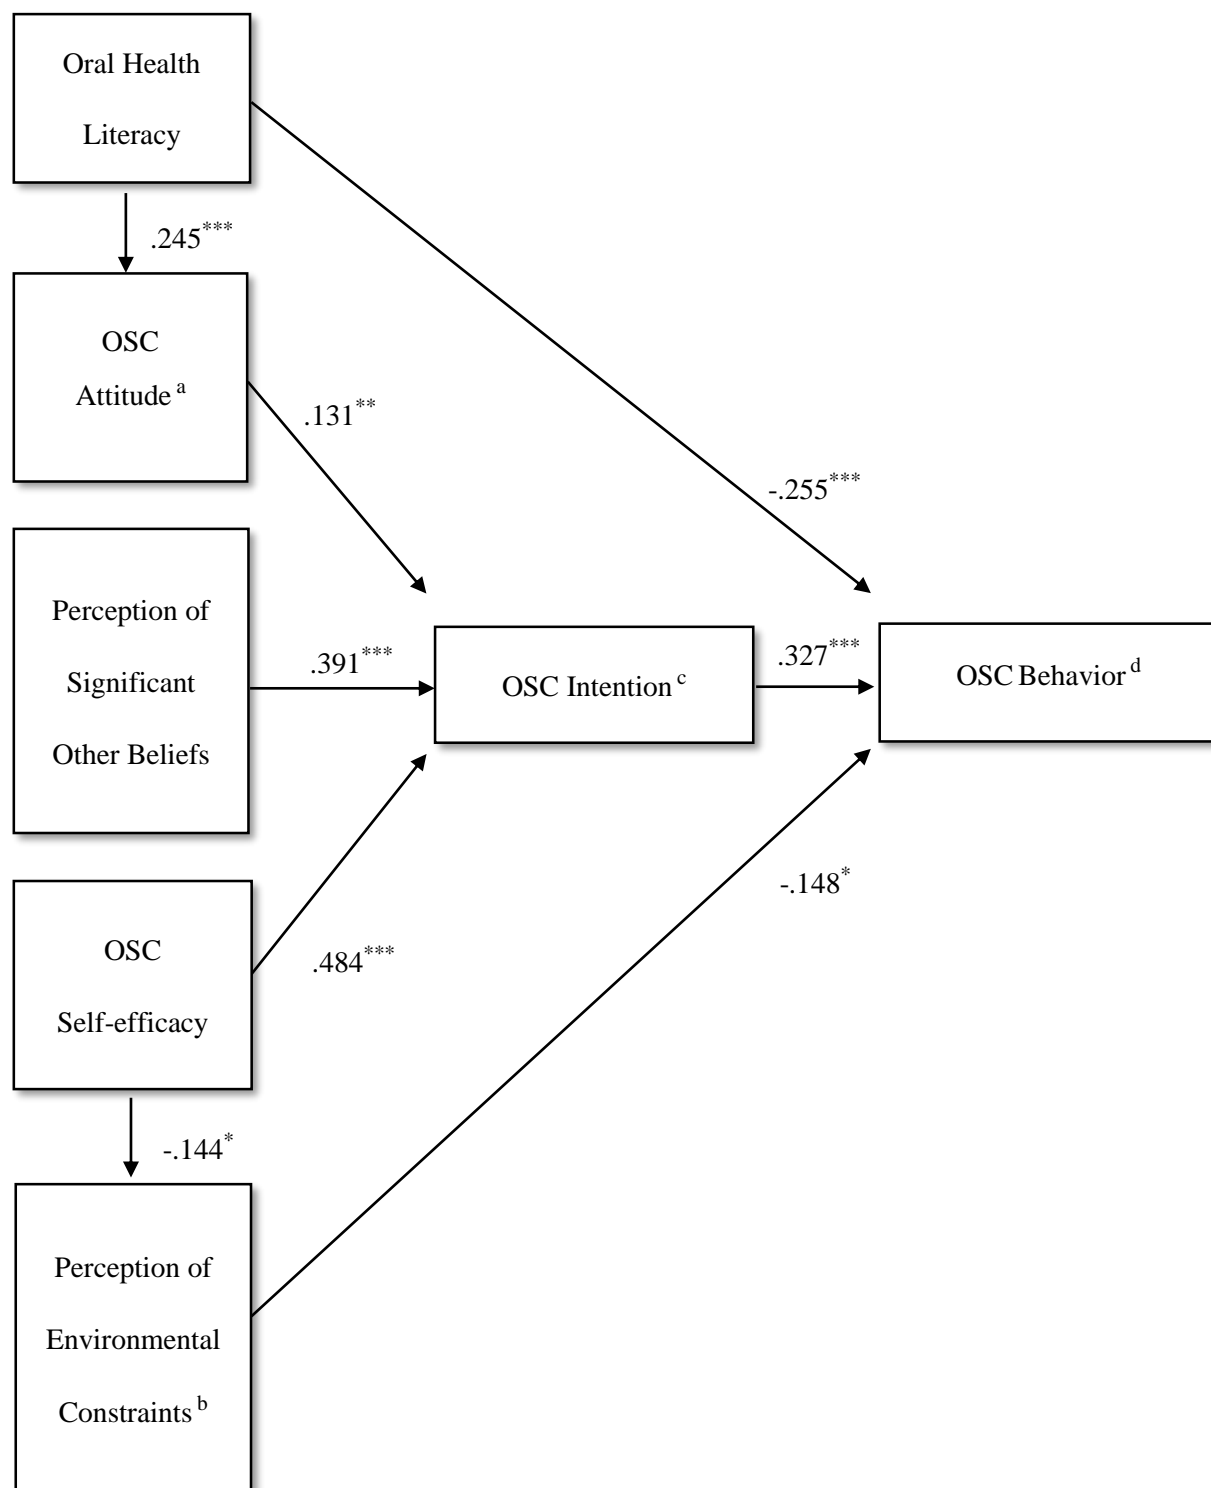 Oral Health
Literacy
.245***
OSC
Attitude a
.131**
-.255***
Perception of
Significant
Other Beliefs
.391***
OSC Intention c
.327***
OSC Behavior d
OSC
Self-efficacy
.484***
-.148*
-.144*
Perception of
Environmental
Constraints b